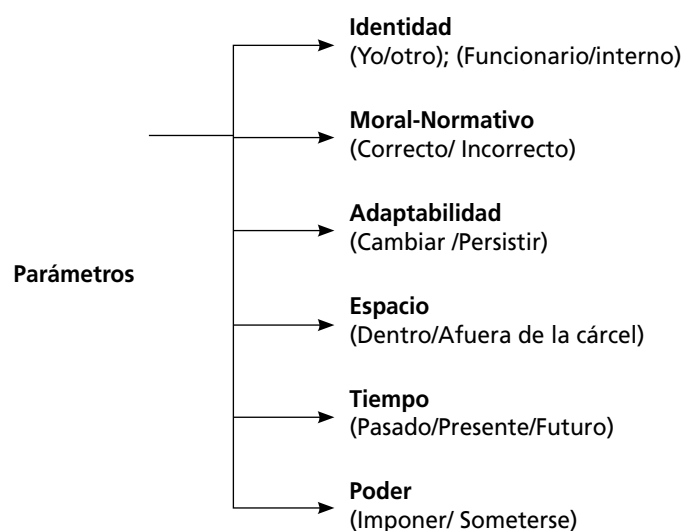 Identidad
(Yo/otro); (Funcionario/interno)
Moral-Normativo
(Correcto/ Incorrecto)
Adaptabilidad
(Cambiar /Persistir)
Parámetros
Espacio
(Dentro/Afuera de la cárcel)
Tiempo
(Pasado/Presente/Futuro)
Poder
(Imponer/ Someterse)